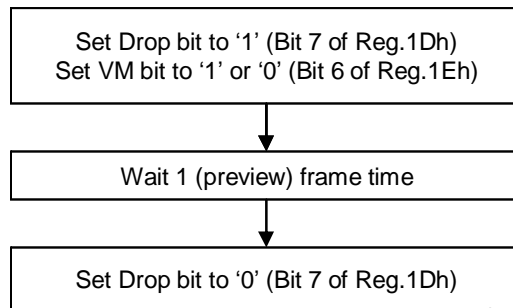 Set Drop bit to ‘1’ (Bit 7 of Reg.1Dh)
Set VM bit to ‘1’ or ‘0’ (Bit 6 of Reg.1Eh)
Wait 1 (preview) frame time
Set Drop bit to ‘0’ (Bit 7 of Reg.1Dh)